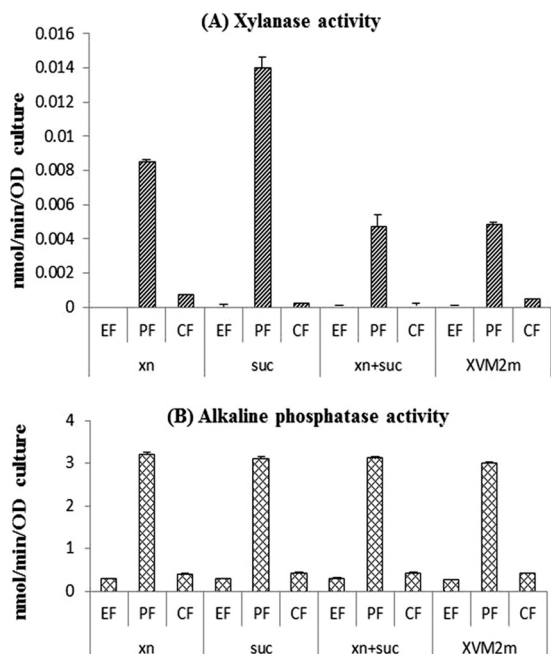 (A) Xylanase activity
nmol/min/OD culture
0.016
0.014
0.012
0.01
0.008
0.006
0.004
0.002
0
EF PF CF EF PF CF EF PF CF EF PF CF
xn suc xn+suc XVM2m
(B) Alkaline phosphatase activity
nmol/min/OD culture
4
3
2
1
0
EF PF CF EF PF CF EF PF CF EF PF CF
xn suc xn+suc XVM2m